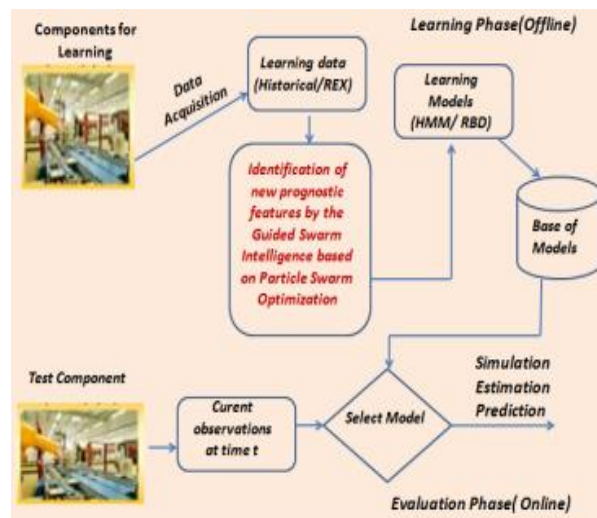 Components for
Learning
Learning Phase(Offline)
Data
Acquisition
Learning data
(Historical/REX)
Learning
Models
(HMM/ RBD)
Identification of
new prognostic
features by the
Guided Swarm
Intelligence based
on Particle Swarm
Optimization
Base of
Models
Test Component
Curent
observations
at time t
Select Model
Simulation
Estimation
Prediction
Evaluation Phase( Online)